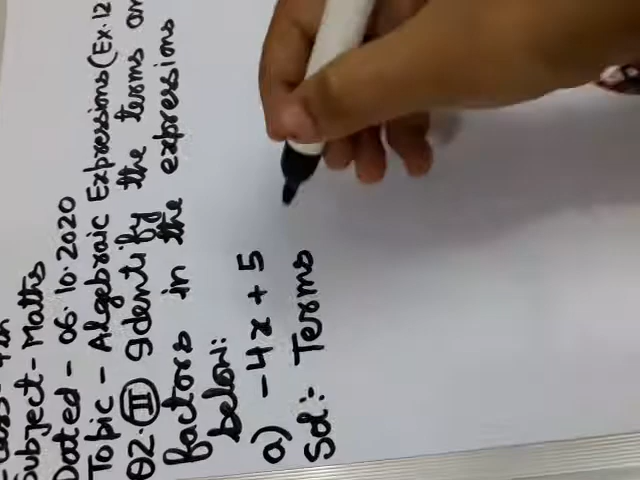 Subject - Maths
Dated - 06.10.2020
Topic - Algebraic Expressions (Ex.12
Q2. II Identify the terms
factors in the expressions
below:
a) -4x + 5
Sol:- Terms